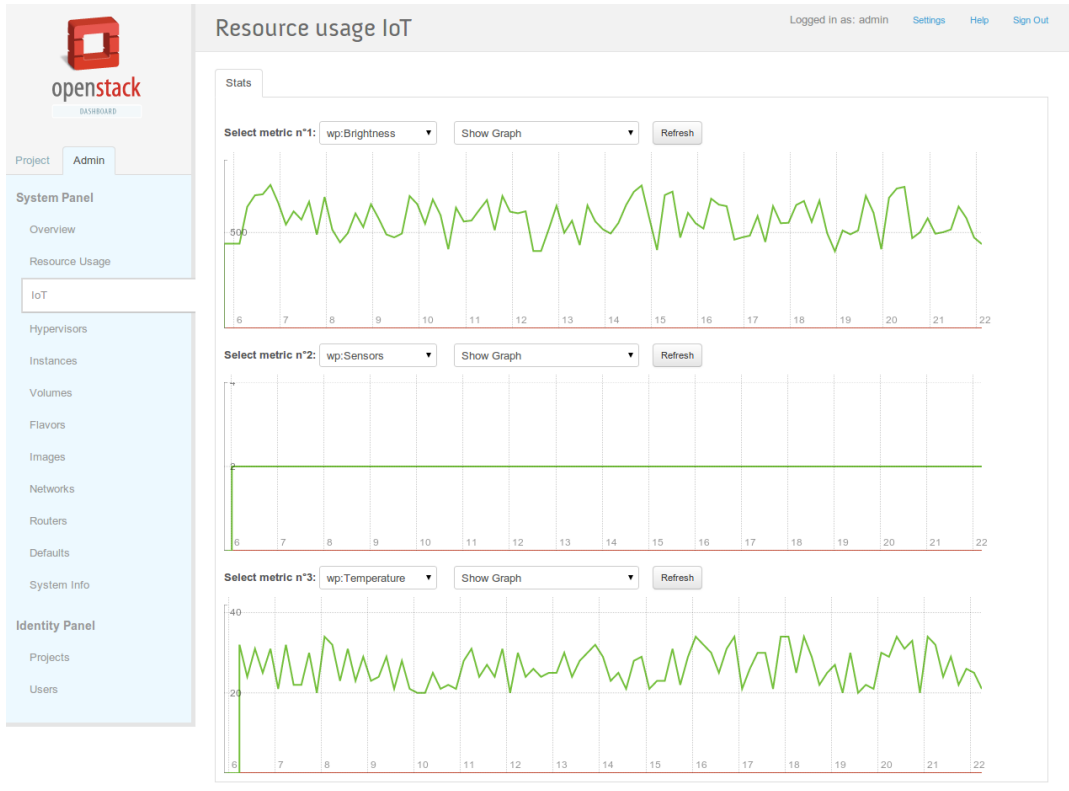 Resource usage IoT
Logged in as: admin Settings Help Sign Out
openstack
DASHBOARD
Project Admin
System Panel
Overview
Resource Usage
IoT
Hypervisors
Instances
Volumes
Flavors
Images
Networks
Routers
Defaults
System Info
Identity Panel
Projects
Users
Stats
Select metric n°1: wp:Brightness Show Graph Refresh
500
6 7 8 9 10 11 12 13 14 15 16 17 18 19 20 21 22
Select metric n°2: wp:Sensors Show Graph Refresh
4
2
6 7 8 9 10 11 12 13 14 15 16 17 18 19 20 21 22
Select metric n°3: wp:Temperature Show Graph Refresh
40
20
6 7 8 9 10 11 12 13 14 15 16 17 18 19 20 21 22